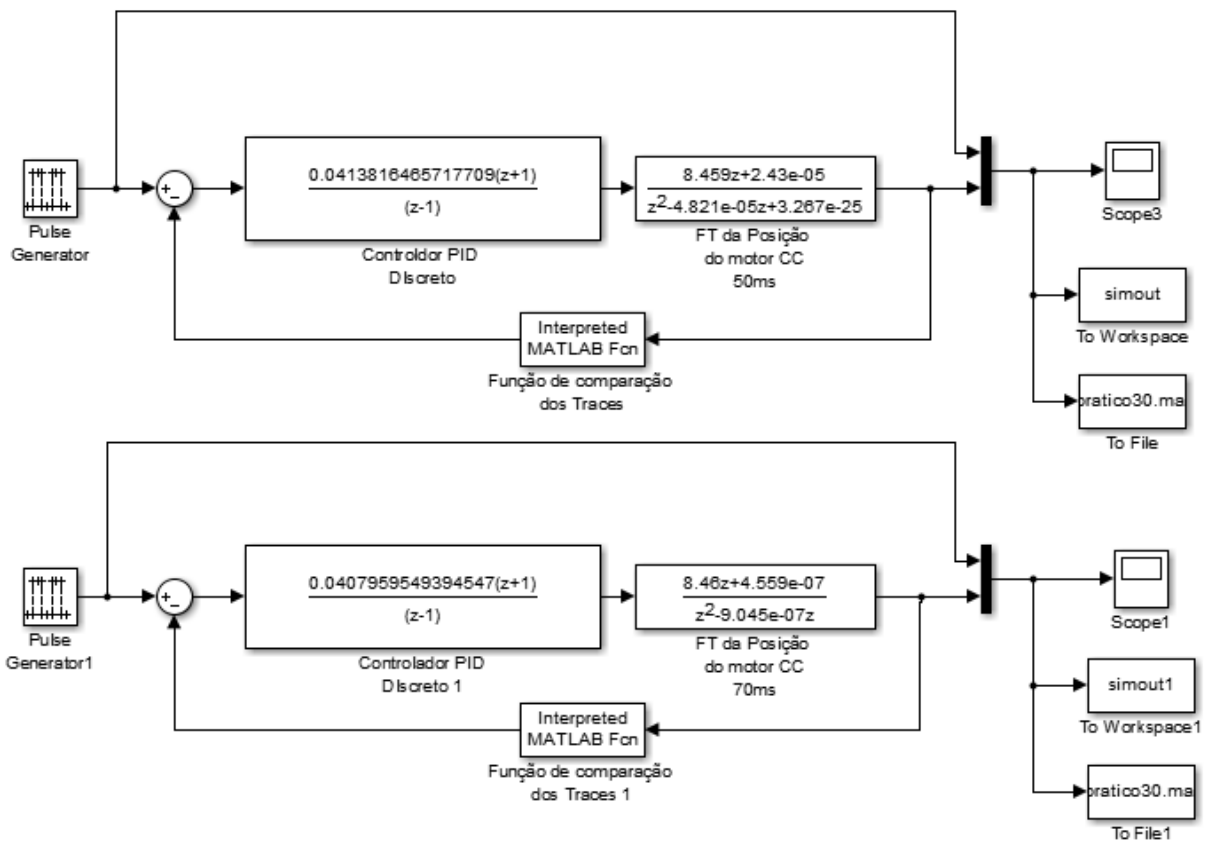 Pulse
Generator
+
-
0.0413816465717709(z+1)
(z-1)
Controldor PID
DIscreto
8.459z+2.43e-05
z2-4.821e-05z+3.267e-25
FT da Posição
do motor CC
50ms
Interpreted
MATLAB Fcn
Função de comparação
dos Traces
Scope3
simout
To Workspace
pratico30.ma
To File
Pulse
Generator1
+
-
0.0407959549394547(z+1)
(z-1)
Controlador PID
DIscreto 1
8.46z+4.559e-07
z2-9.045e-07z
FT da Posição
do motor CC
70ms
Interpreted
MATLAB Fcn
Função de comparação
dos Traces 1
Scope1
simout1
To Workspace1
pratico30.ma
To File1